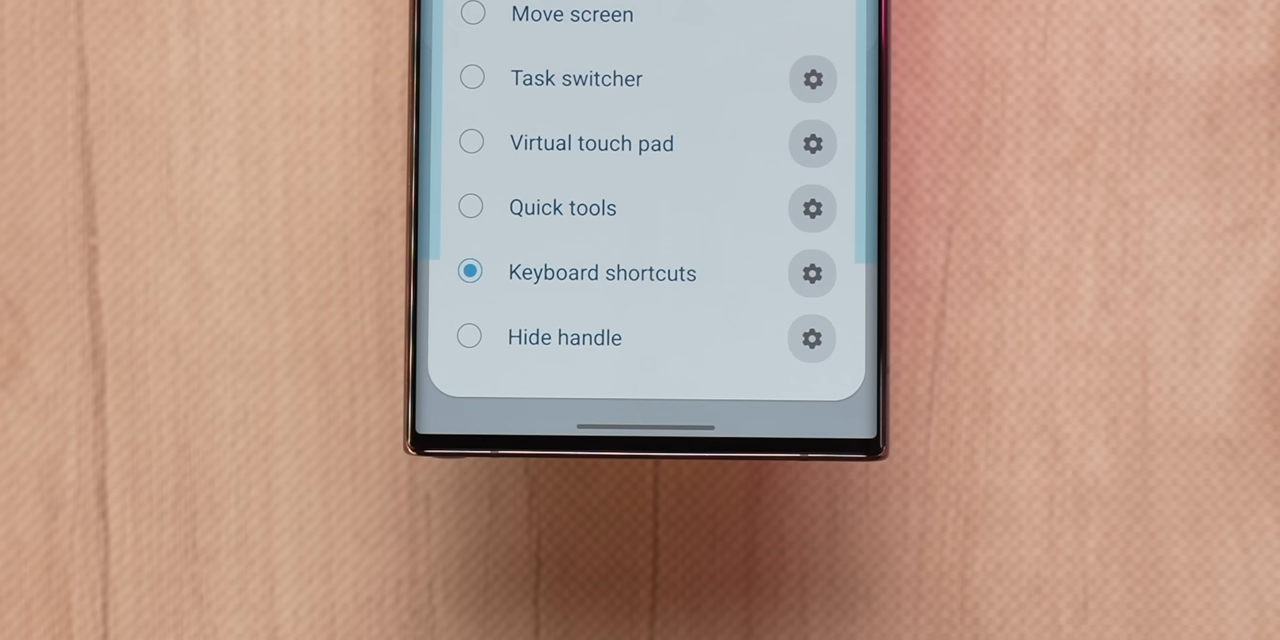 Move screen
Task switcher
Virtual touch pad
Quick tools
Keyboard shortcuts
Hide handle